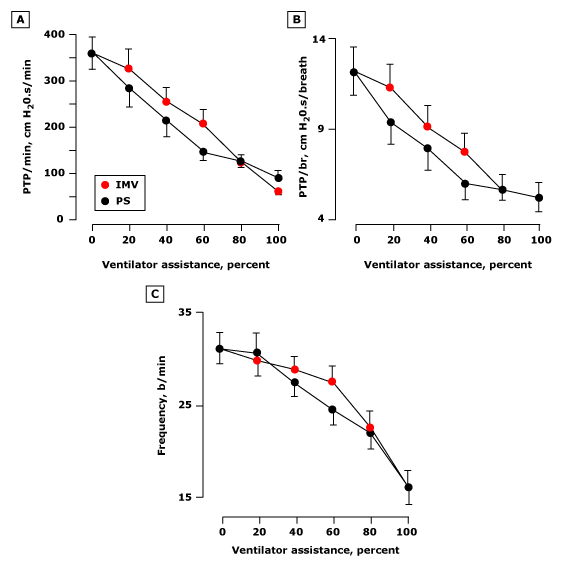 A
400
300
200
100
0
PTP/min, cm H₂0.s/min
IMV
PS
0 20 40 60 80 100
Ventilator assistance, percent
B
14
9
4
PTP/br, cm H₂0.s/breath
0 20 40 60 80 100
Ventilator assistance, percent
C
35
25
15
Frequency, b/min
0 20 40 60 80 100
Ventilator assistance, percent